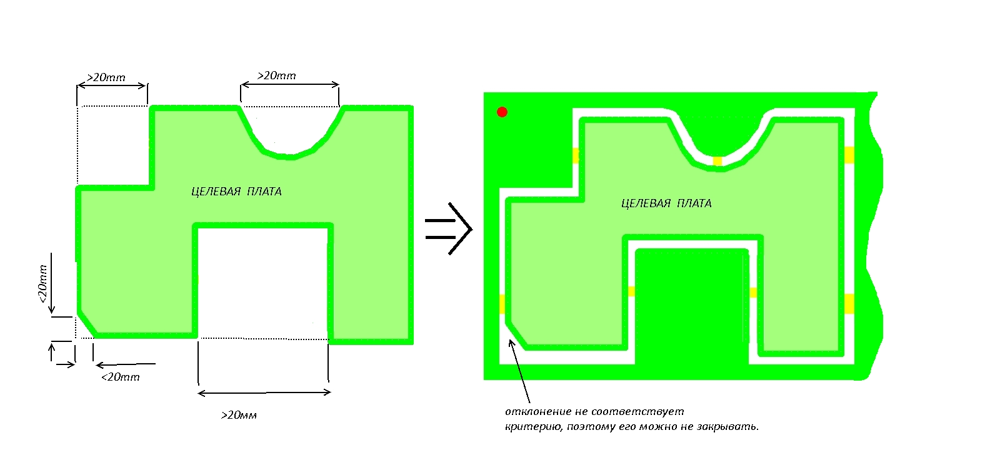 >20mm
>20mm
ЦЕЛЕВАЯ ПЛАТА
ЦЕЛЕВАЯ ПЛАТА
<20mm
<20mm
>20мм
отклонение не соответствует
критерию, поэтому его можно не закрывать.